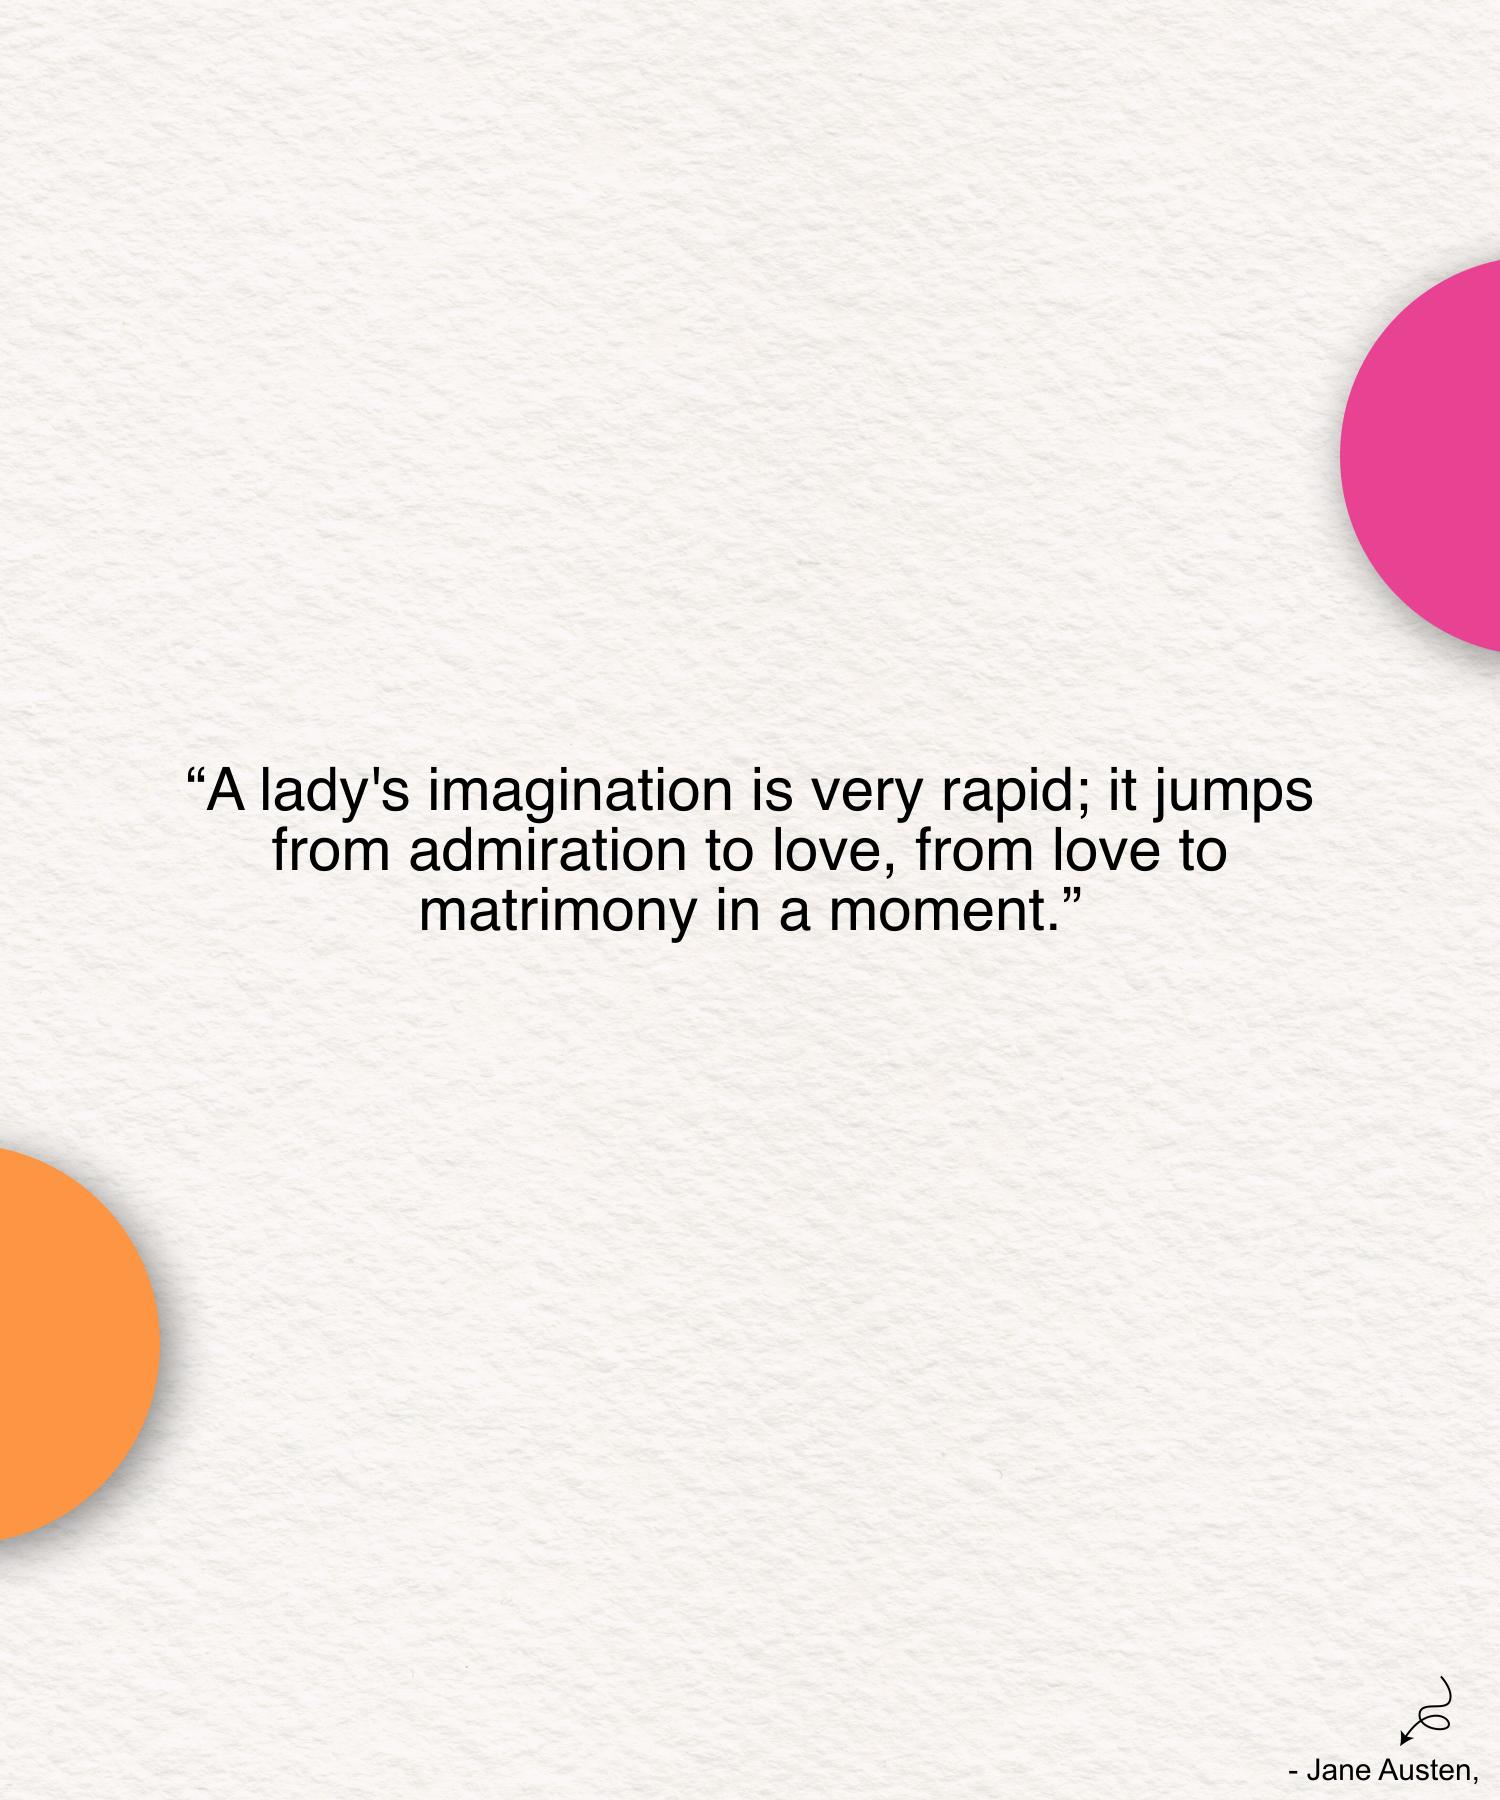 “A lady's imagination is very rapid; it jumps
from admiration to love, from love to
matrimony in a moment.”
- Jane Austen,